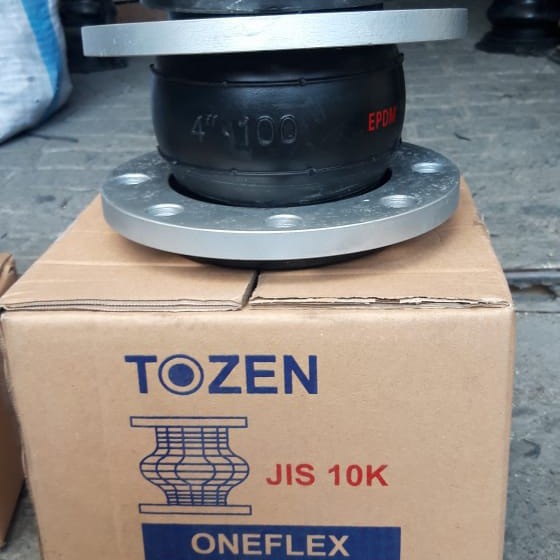 4" 100
EPDM
TOZEN
JIS 10K
ONEFLEX